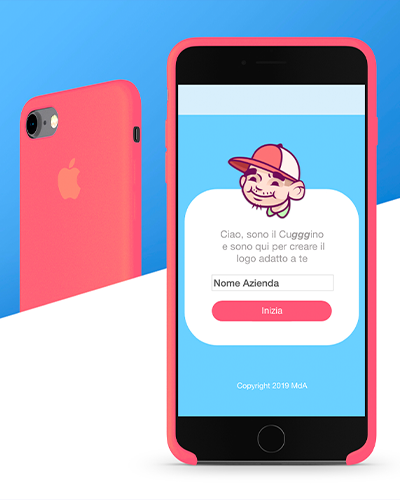 Ciao, sono il Cugggino
e sono qui per creare il
logo adatto a te
Nome Azienda
Inizia
Copyright 2019 MdA